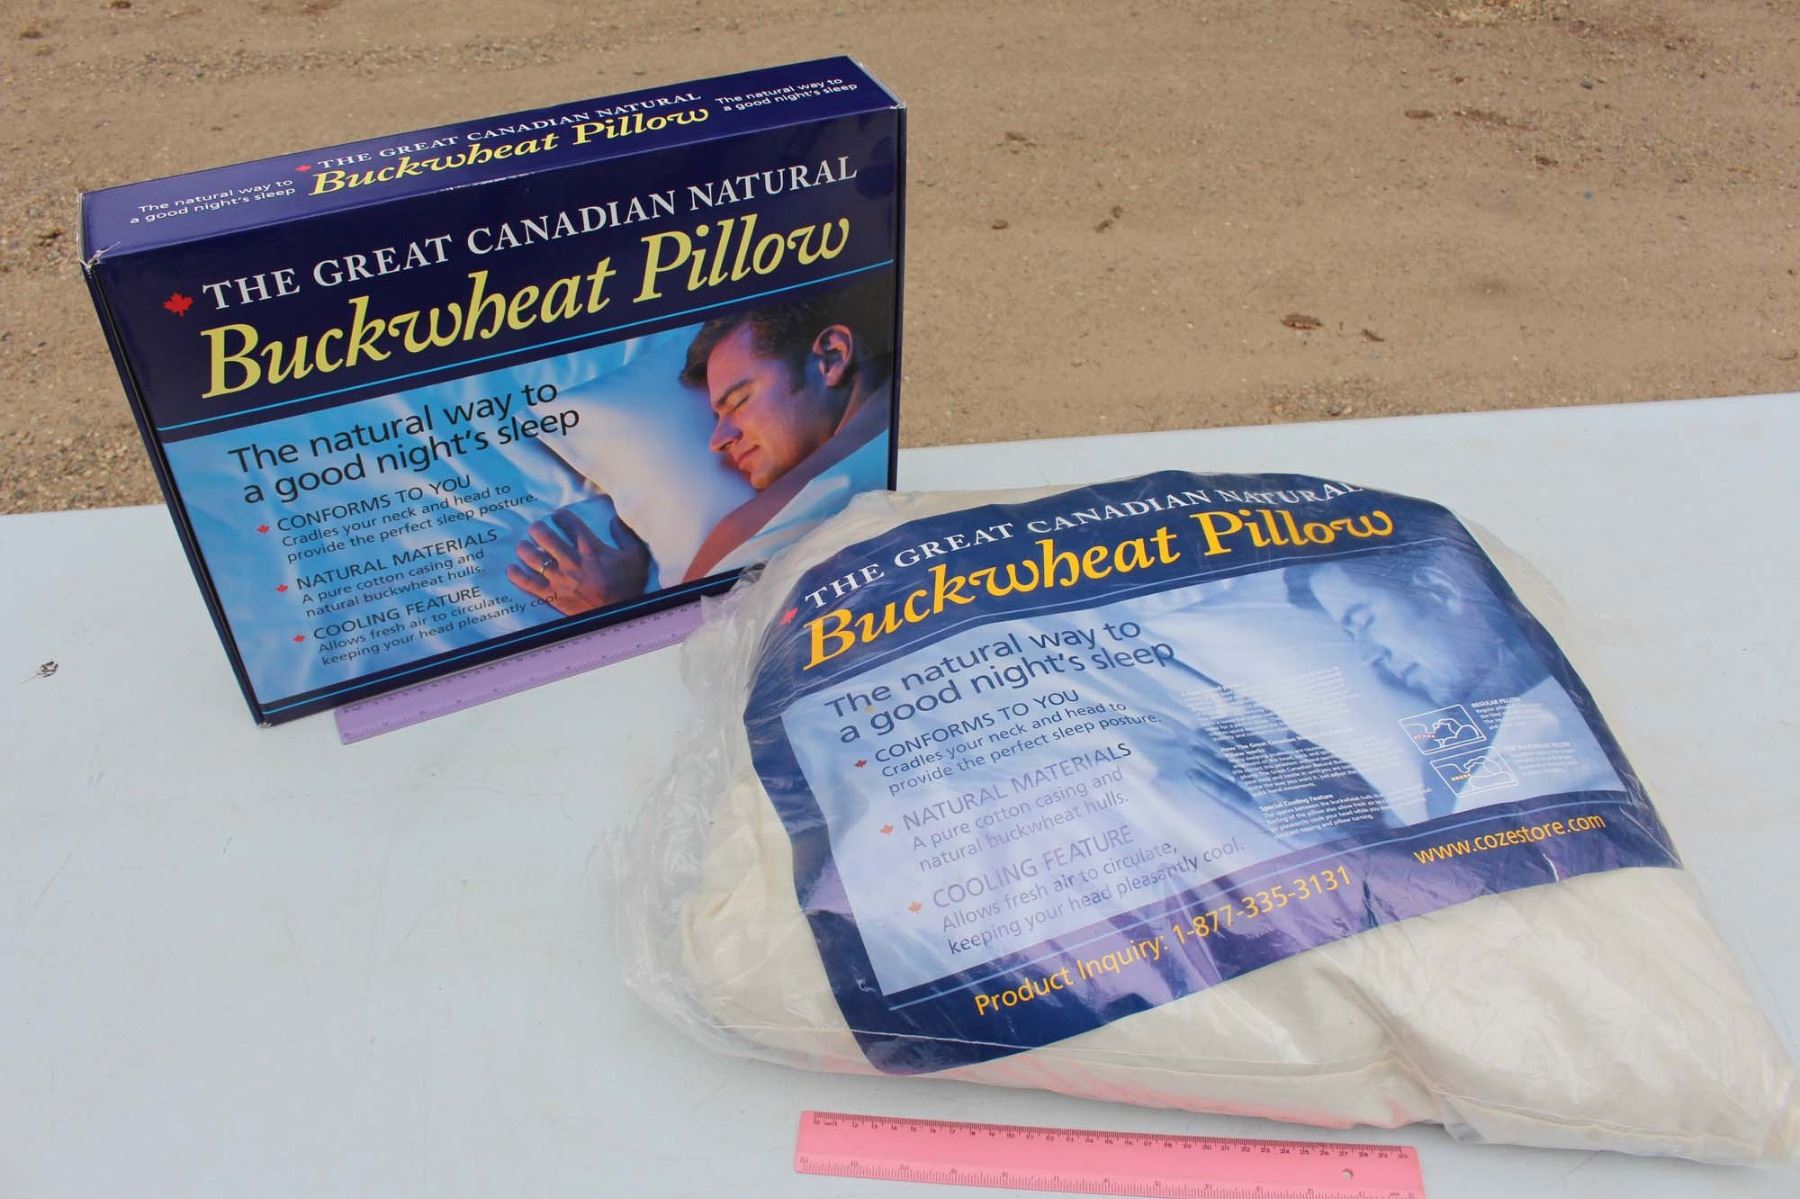 The natural way to
a good night's sleep
THE GREAT CANADIAN NATURAL
Buckwheat Pillow
The natural way to
a good night's sleep
THE GREAT CANADIAN NATURAL
Buckwheat Pillow
The natural way to
a good night's sleep
CONFORMS TO YOU
Cradles your neck and head to
provide the perfect sleep posture.
NATURAL MATERIALS
A pure cotton casing and
natural buckwheat hulls.
COOLING FEATURE
Allows fresh air to circulate,
keeping your head pleasantly cool.
THE GREAT CANADIAN NATURAL
Buckwheat Pillow
The natural way to
a good night's sleep
CONFORMS TO YOU
Cradles your neck and head to
provide the perfect sleep posture.
NATURAL MATERIALS
A pure cotton casing and
natural buckwheat hulls.
COOLING FEATURE
Allows fresh air to circulate,
keeping your head pleasantly cool.
REGULAR PILLOW
Special Cooling Feature
Product Inquiry: 1-877-335-3131
www.cozestore.com